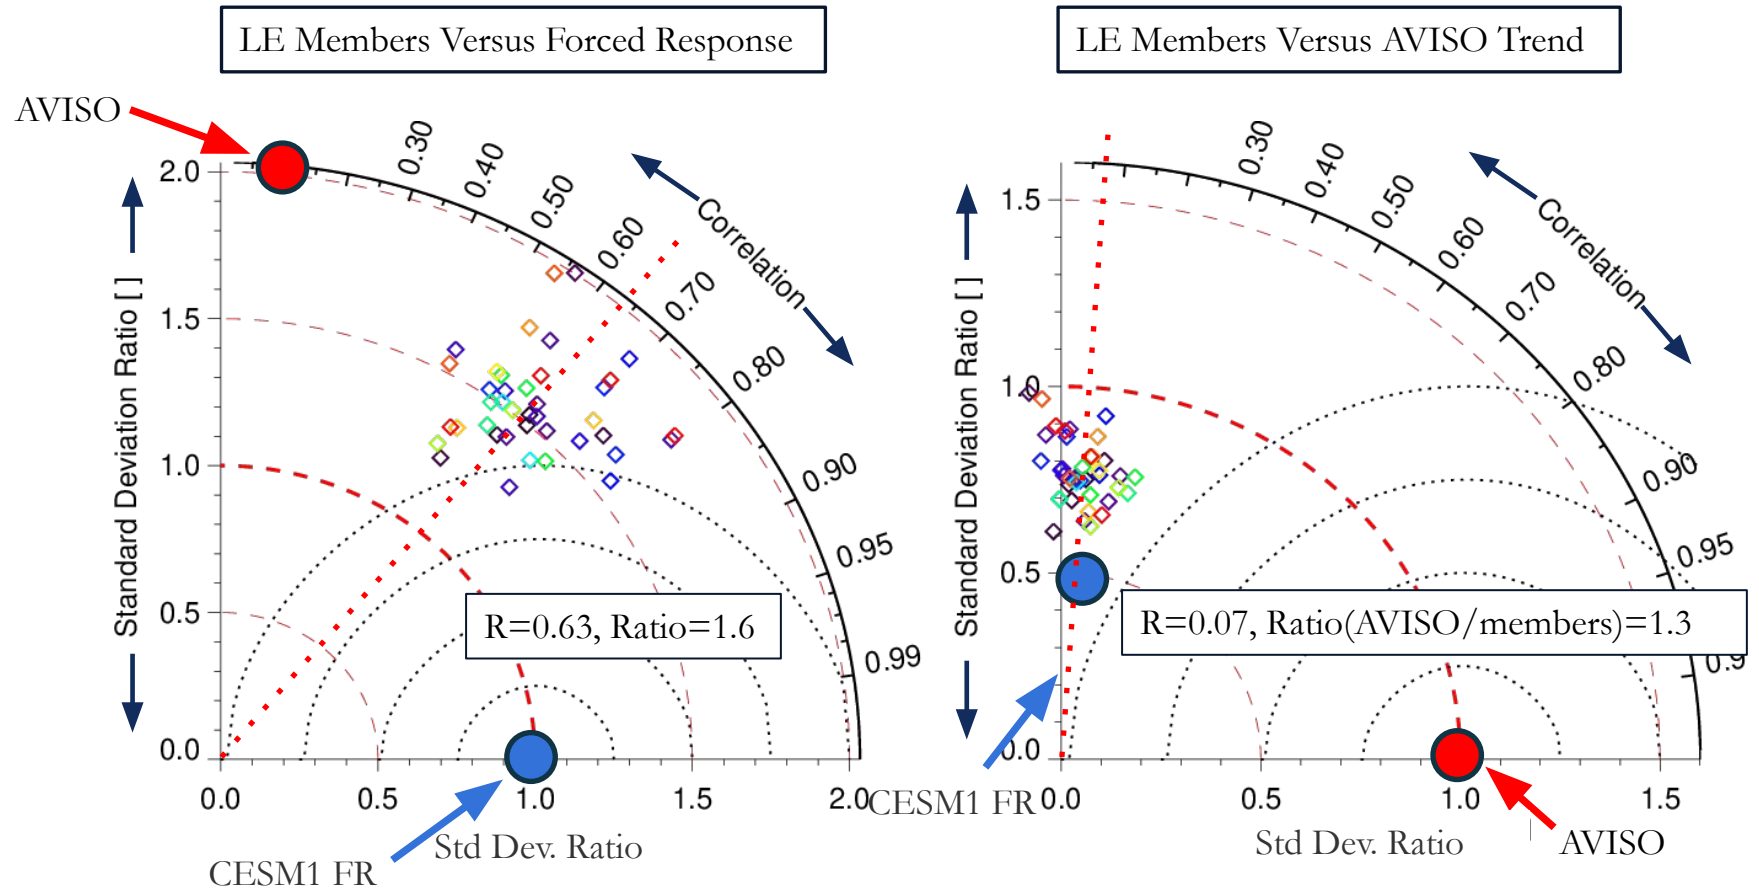 LE Members Versus Forced Response
LE Members Versus AVISO Trend
AVISO
2.0
1.5
1.0
0.5
0.0
Standard Deviation Ratio [ ]
0.30
0.40
0.50
0.60
0.70
0.80
0.90
0.95
0.99
Correlation
R=0.63, Ratio=1.6
0.0
0.5
1.0
1.5
2.0
Std Dev. Ratio
CESM1 FR
1.5
1.0
0.5
0.0
Standard Deviation Ratio [ ]
0.30
0.40
0.50
0.60
0.70
0.80
0.90
0.95
0.9
Correlation
R=0.07, Ratio(AVISO/members)=1.3
CESM1 FR
0.0
0.5
1.0
1.5
Std Dev. Ratio
AVISO